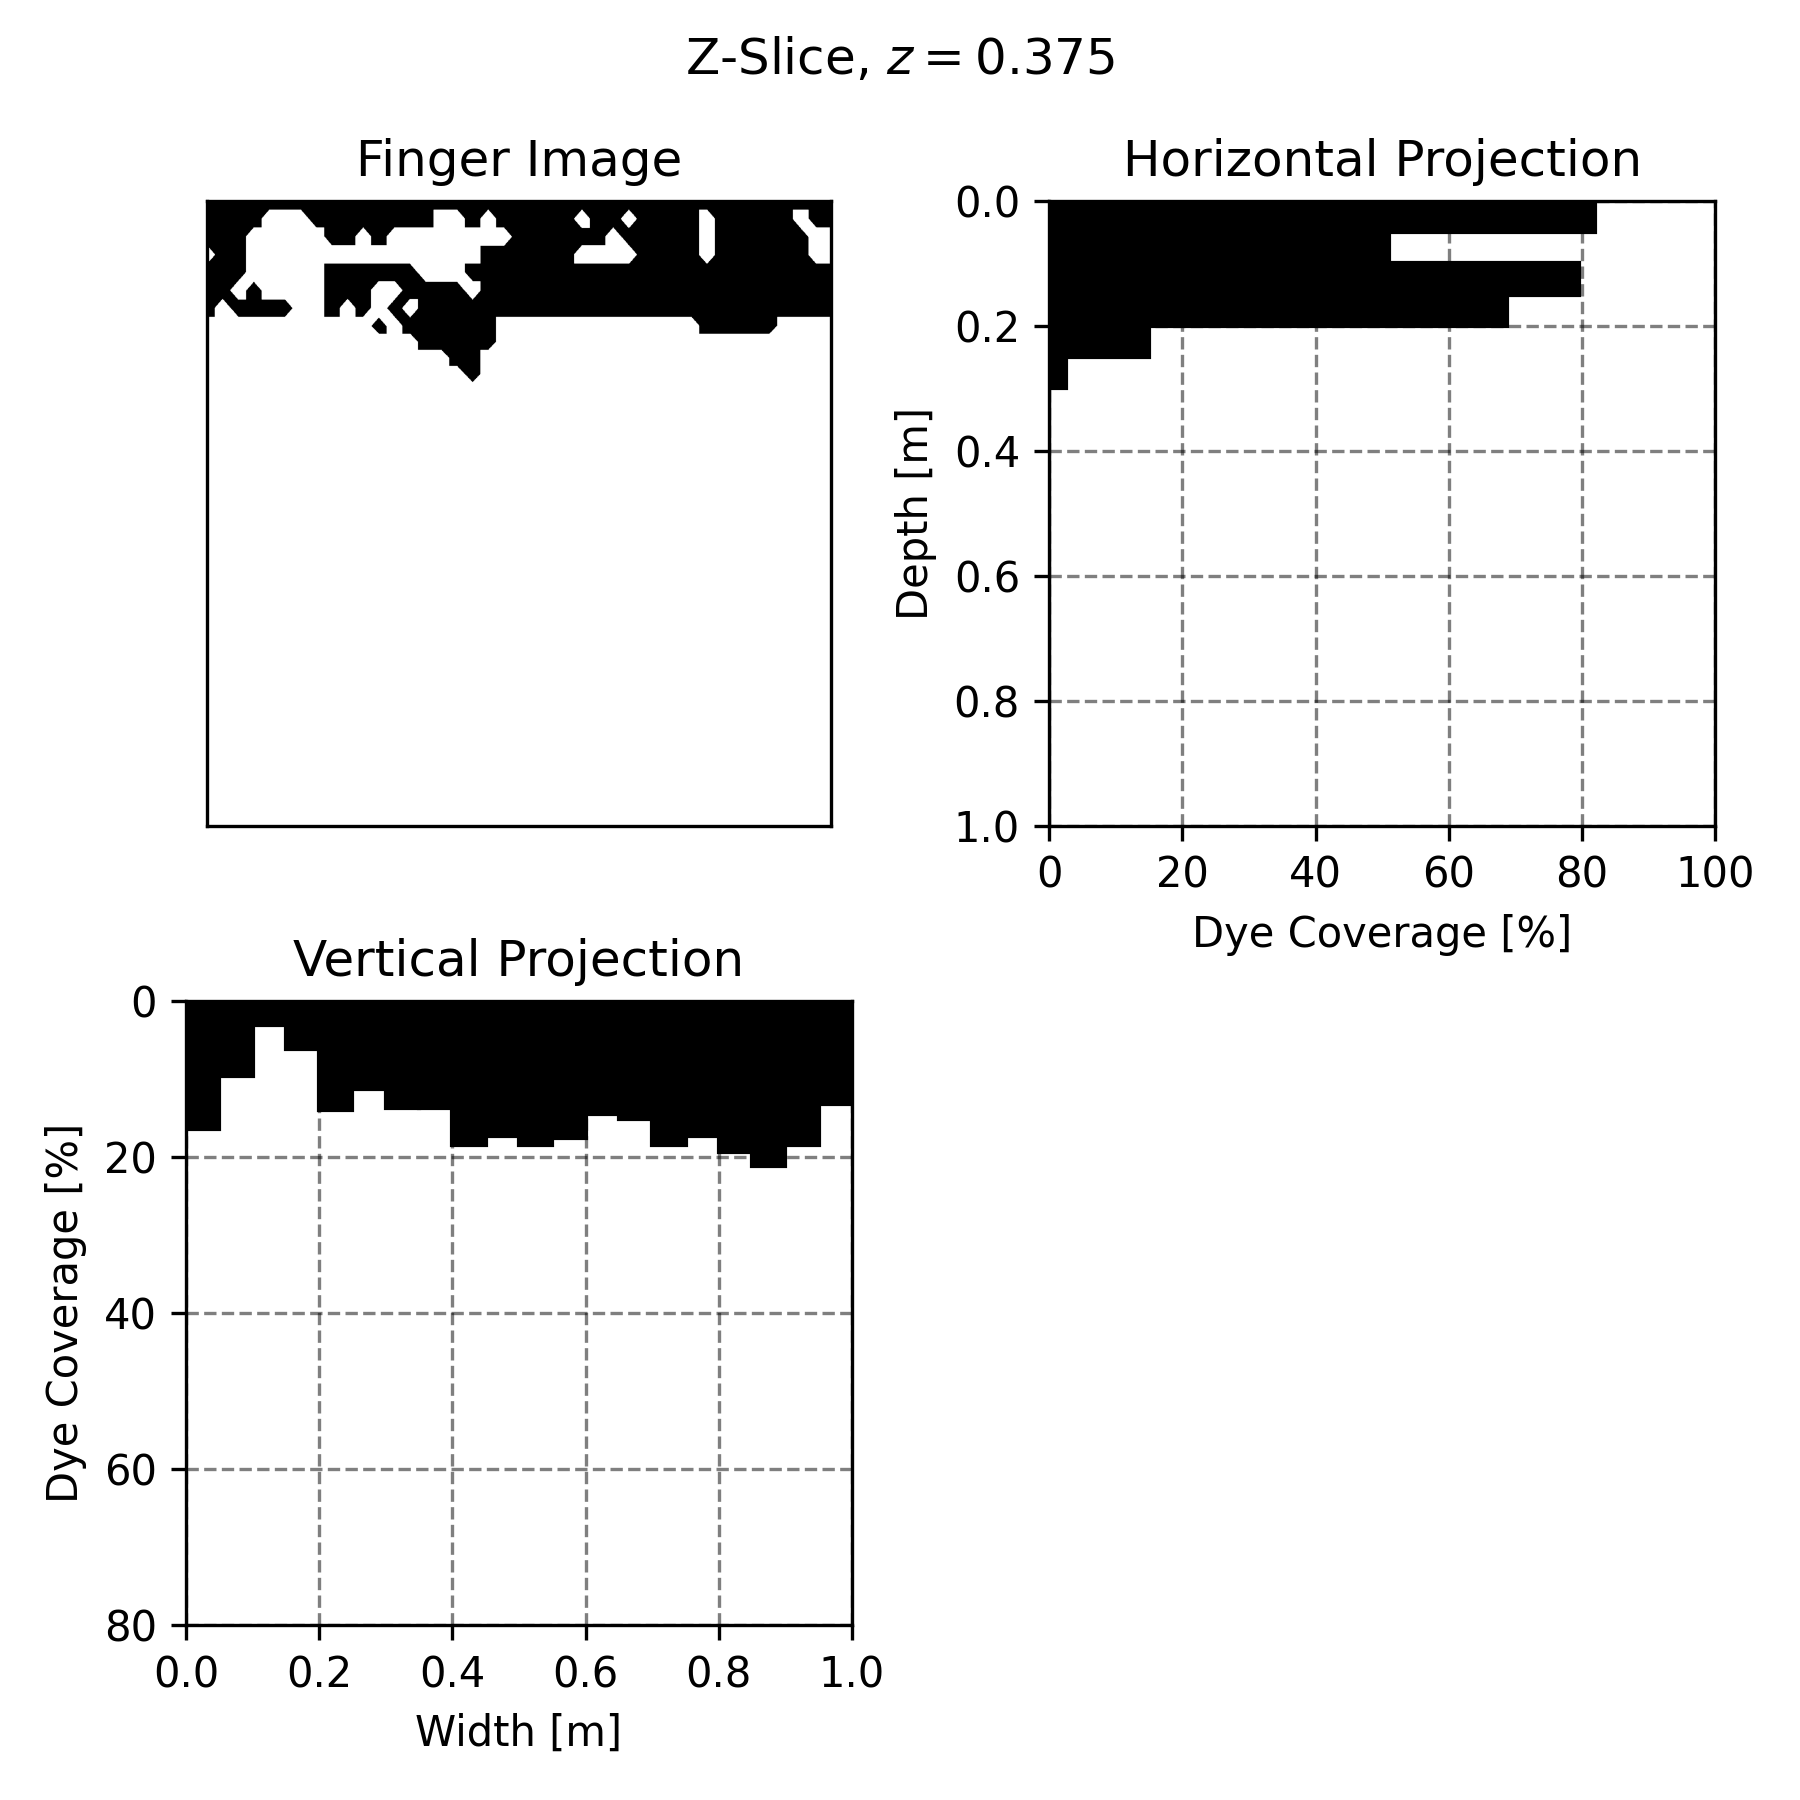 Z-Slice, z = 0.375
Finger Image
Horizontal Projection
0.0
0.2
0.4
0.6
0.8
1.0
Depth [m]
0 20 40 60 80 100
Dye Coverage [%]
Vertical Projection
0
20
40
60
80
Dye Coverage [%]
0.0 0.2 0.4 0.6 0.8 1.0
Width [m]